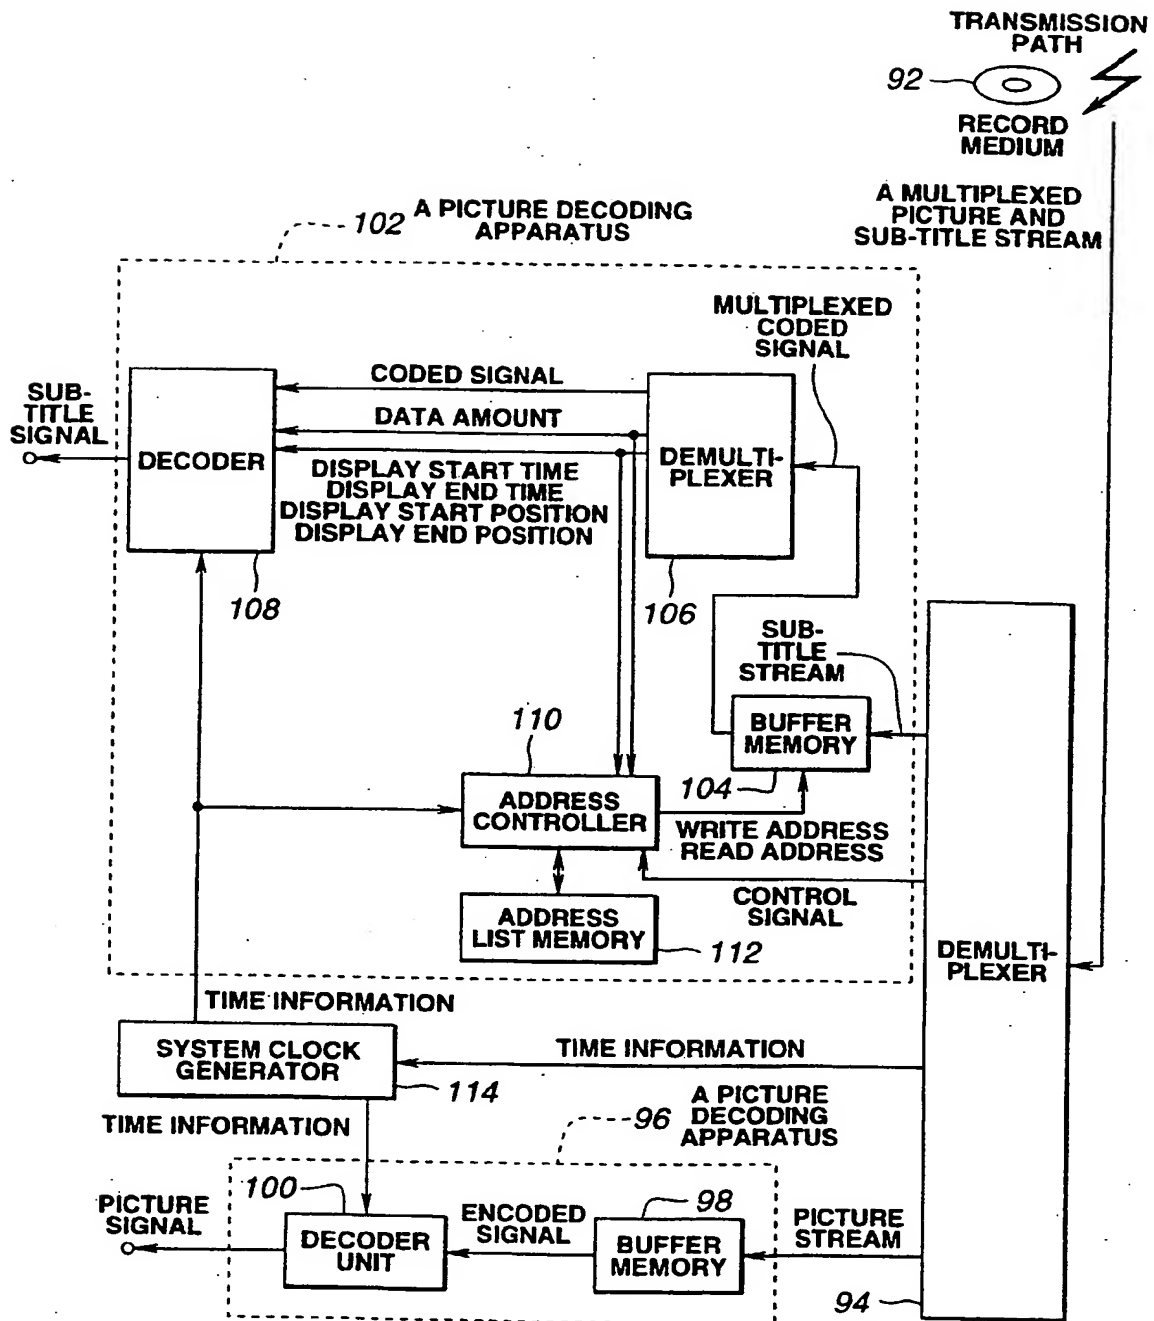 TRANSMISSION
PATH
92
RECORD
MEDIUM
A MULTIPLEXED
PICTURE AND
SUB-TITLE STREAM
102
A PICTURE DECODING
APPARATUS
MULTIPLEXED
CODED
SIGNAL
SUB-
TITLE
SIGNAL
DECODER
108
CODED SIGNAL
DATA AMOUNT
DISPLAY START TIME
DISPLAY END TIME
DISPLAY START POSITION
DISPLAY END POSITION
DEMULTI-
PLEXER
106
SUB-
TITLE
STREAM
BUFFER
MEMORY
104
110
ADDRESS
CONTROLLER
WRITE ADDRESS
READ ADDRESS
CONTROL
SIGNAL
ADDRESS
LIST MEMORY
112
DEMULTI-
PLEXER
TIME INFORMATION
SYSTEM CLOCK
GENERATOR
114
TIME INFORMATION
TIME INFORMATION
96
A PICTURE
DECODING
APPARATUS
PICTURE
SIGNAL
100
DECODER
UNIT
ENCODED
SIGNAL
98
BUFFER
MEMORY
PICTURE
STREAM
94